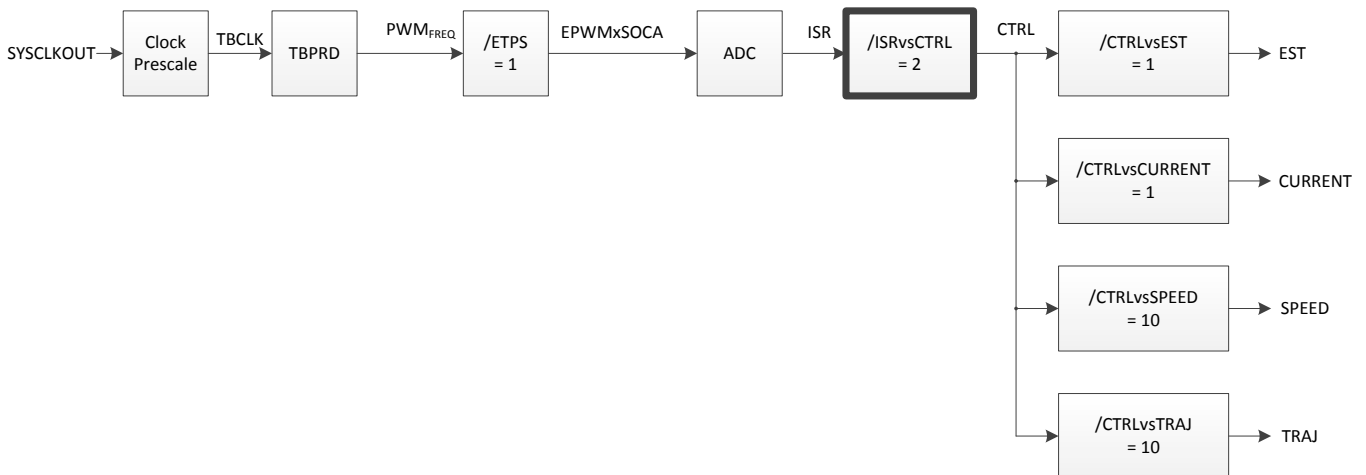 SYSCLKOUT
Clock
Prescale
TBCLK
TBPRD
PWMFREQ
/ETPS
= 1
EPWMxSOCA
ADC
ISR
/ISRvsCTRL
= 2
CTRL
/CTRLvsEST
= 1
EST
/CTRLvsCURRENT
= 1
CURRENT
/CTRLvsSPEED
= 10
SPEED
/CTRLvsTRAJ
= 10
TRAJ